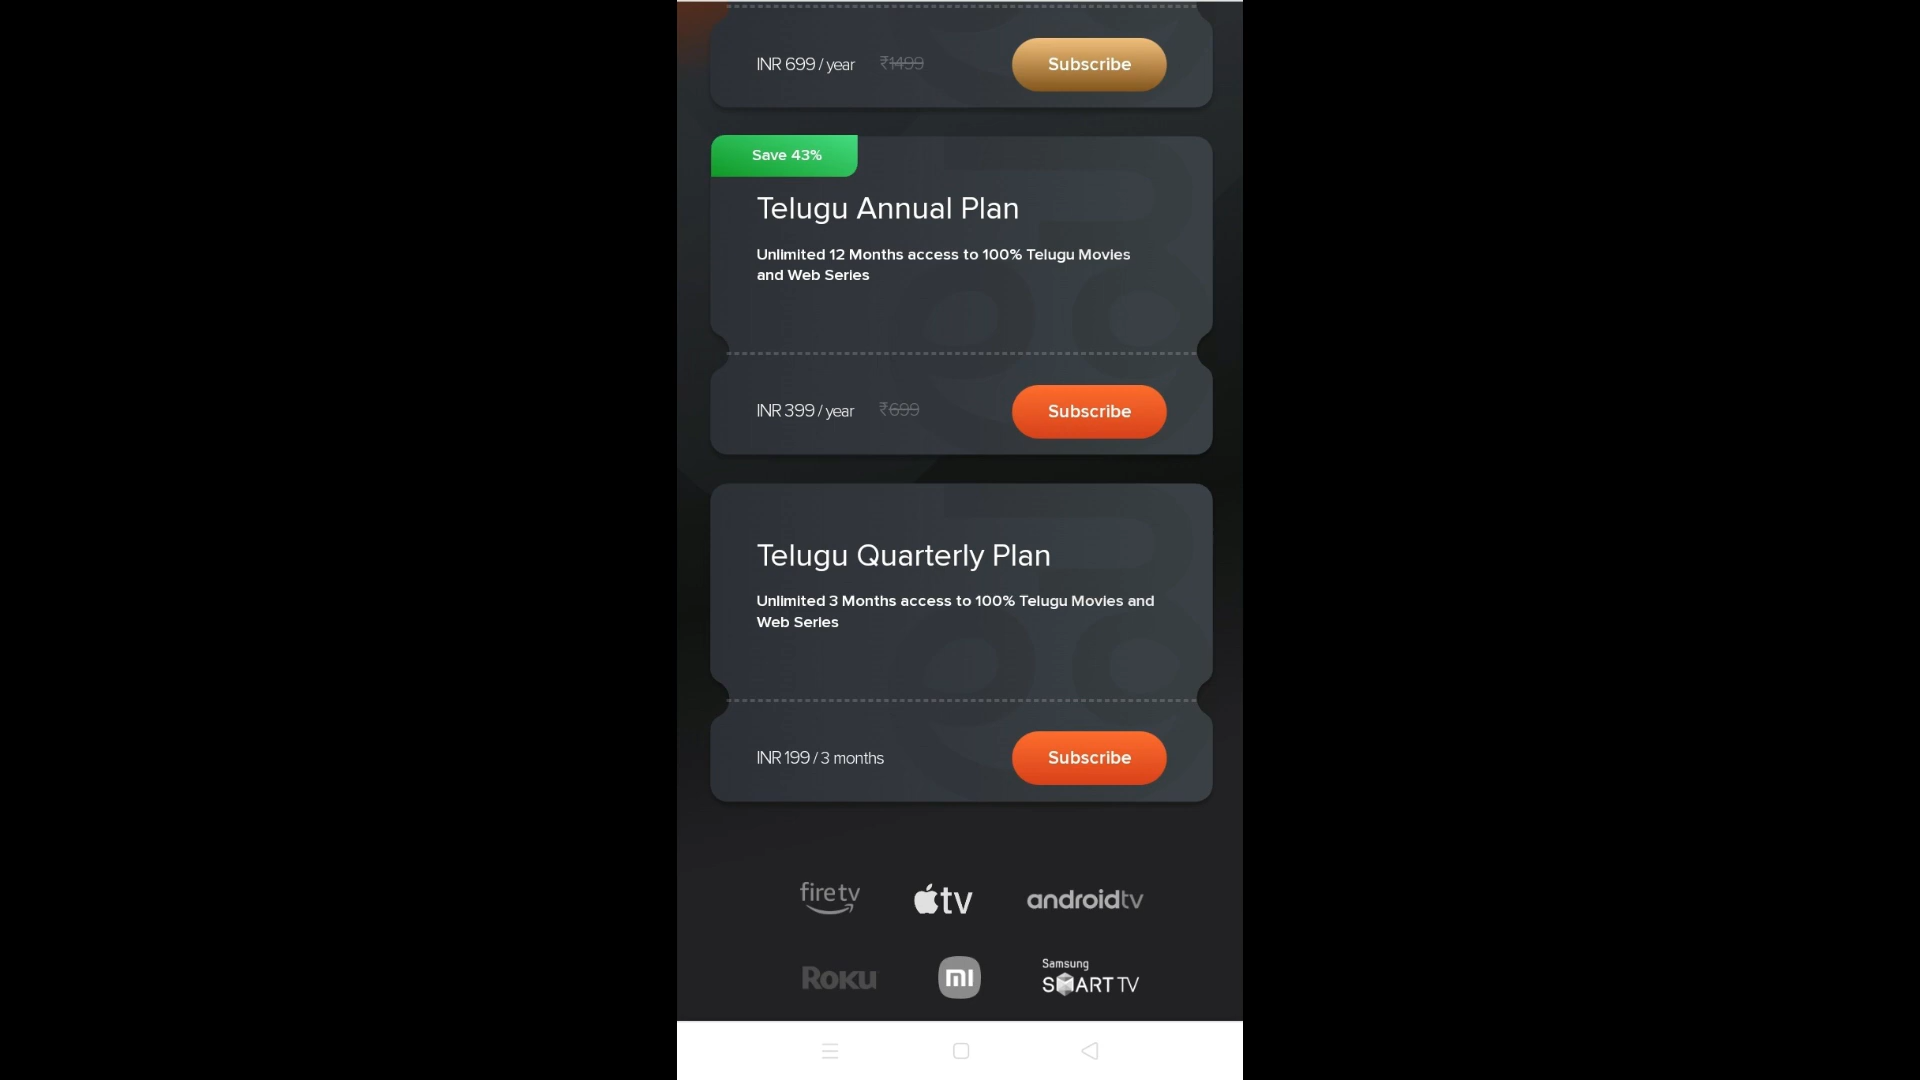 INR 699 / year ₹1499 Subscribe
Save 43%
Telugu Annual Plan
Unlimited 12 Months access to 100% Telugu Movies
and Web Series
INR 399 / year ₹699 Subscribe
Telugu Quarterly Plan
Unlimited 3 Months access to 100% Telugu Movies and
Web Series
INR 199 / 3 months Subscribe
fire tv tv androidtv
Samsung
ROKU mi SMART TV